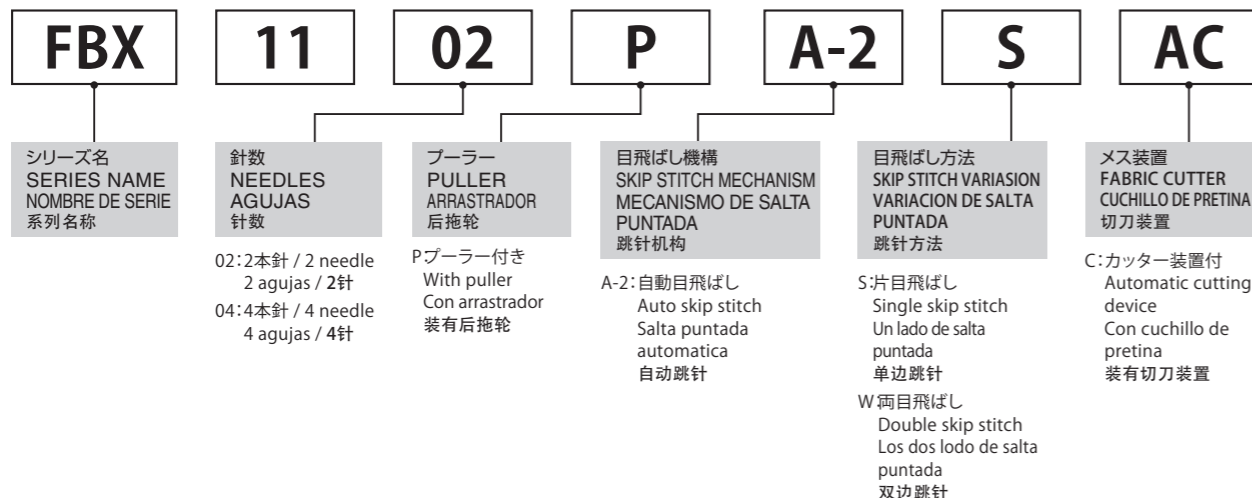 FBX 11 02 P A-2 S AC
シリーズ名
SERIES NAME
NOMBRE DE SERIE
系列名称
針数
NEEDLES
AGUJAS
针数
02:2本針 / 2 needle
2 agujas / 2针
04:4本針 / 4 needle
4 agujas / 4针
プーラー
PULLER
ARRASTRADOR
后拖轮
Pプーラー付き
With puller
Con arrastrador
装有后拖轮
目飛ばし機構
SKIP STITCH MECHANISM
MECANISMO DE SALTA
PUNTADA
跳针机构
A-2:自動目飛ばし
Auto skip stitch
Salta puntada
automatica
自动跳针
目飛ばし方法
SKIP STITCH VARIASION
VARIACION DE SALTA
PUNTADA
跳针方法
S:片目飛ばし
Single skip stitch
Un lado de salta
puntada
单边跳针
W:両目飛ばし
Double skip stitch
Los dos lodo de salta
puntada
双边跳针
メス装置
FABRIC CUTTER
CUCHILLO DE PRETINA
切刀装置
C:カッター装置付
Automatic cutting
device
Con cuchillo de
pretina
装有切刀装置